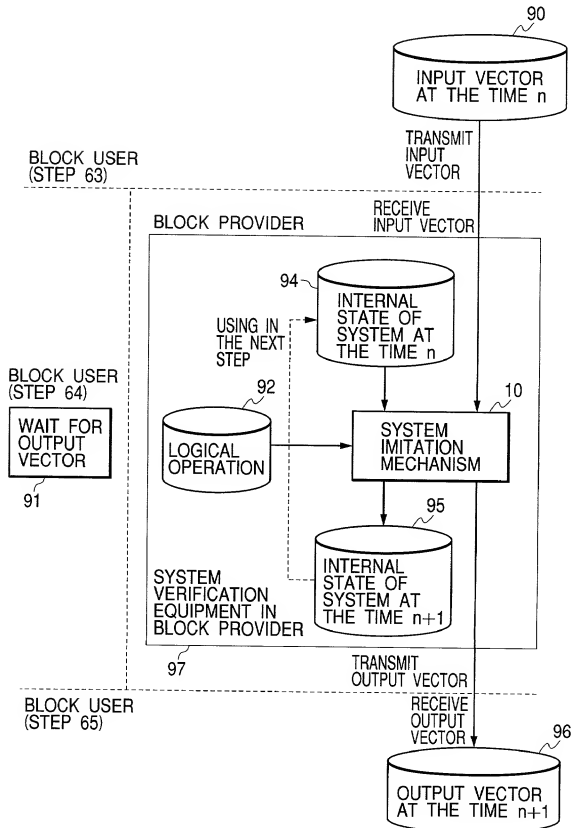 90
INPUT VECTOR
AT THE TIME n
TRANSMIT
INPUT
VECTOR
BLOCK USER
(STEP 63)
RECEIVE
INPUT VECTOR
BLOCK PROVIDER
94
INTERNAL
STATE OF
SYSTEM AT
THE TIME n
USING IN
THE NEXT
STEP
BLOCK USER
(STEP 64)
WAIT FOR
OUTPUT
VECTOR
91
92
LOGICAL
OPERATION
10
SYSTEM
IMITATION
MECHANISM
95
INTERNAL
STATE OF
SYSTEM AT
THE TIME n+1
SYSTEM
VERIFICATION
EQUIPMENT IN
BLOCK PROVIDER
97
TRANSMIT
OUTPUT VECTOR
BLOCK USER
(STEP 65)
RECEIVE
OUTPUT
VECTOR
96
OUTPUT VECTOR
AT THE TIME n+1